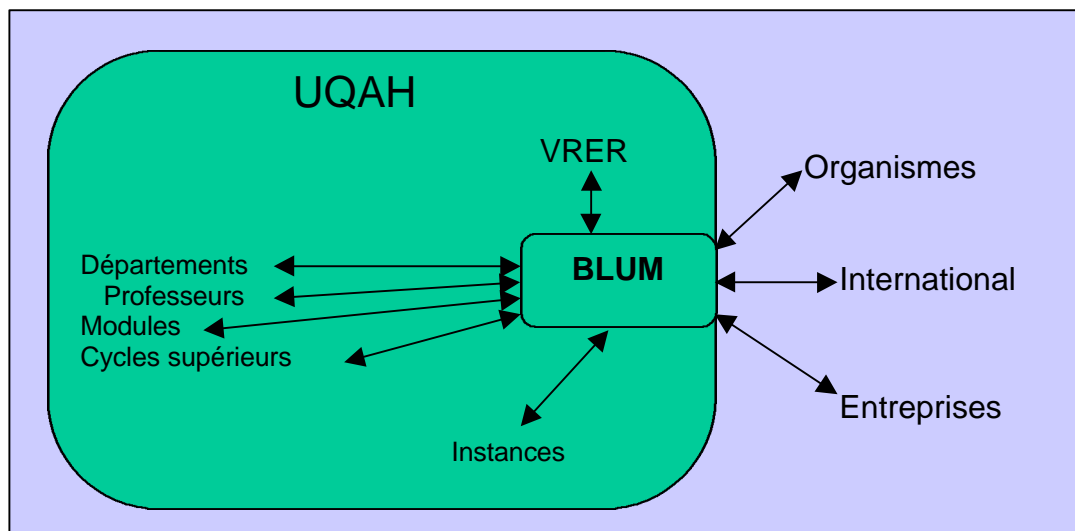 UQAH
VRER
Organismes
Départements
BLUM
International
Professeurs
Modules
Cycles supérieurs
Entreprises
Instances